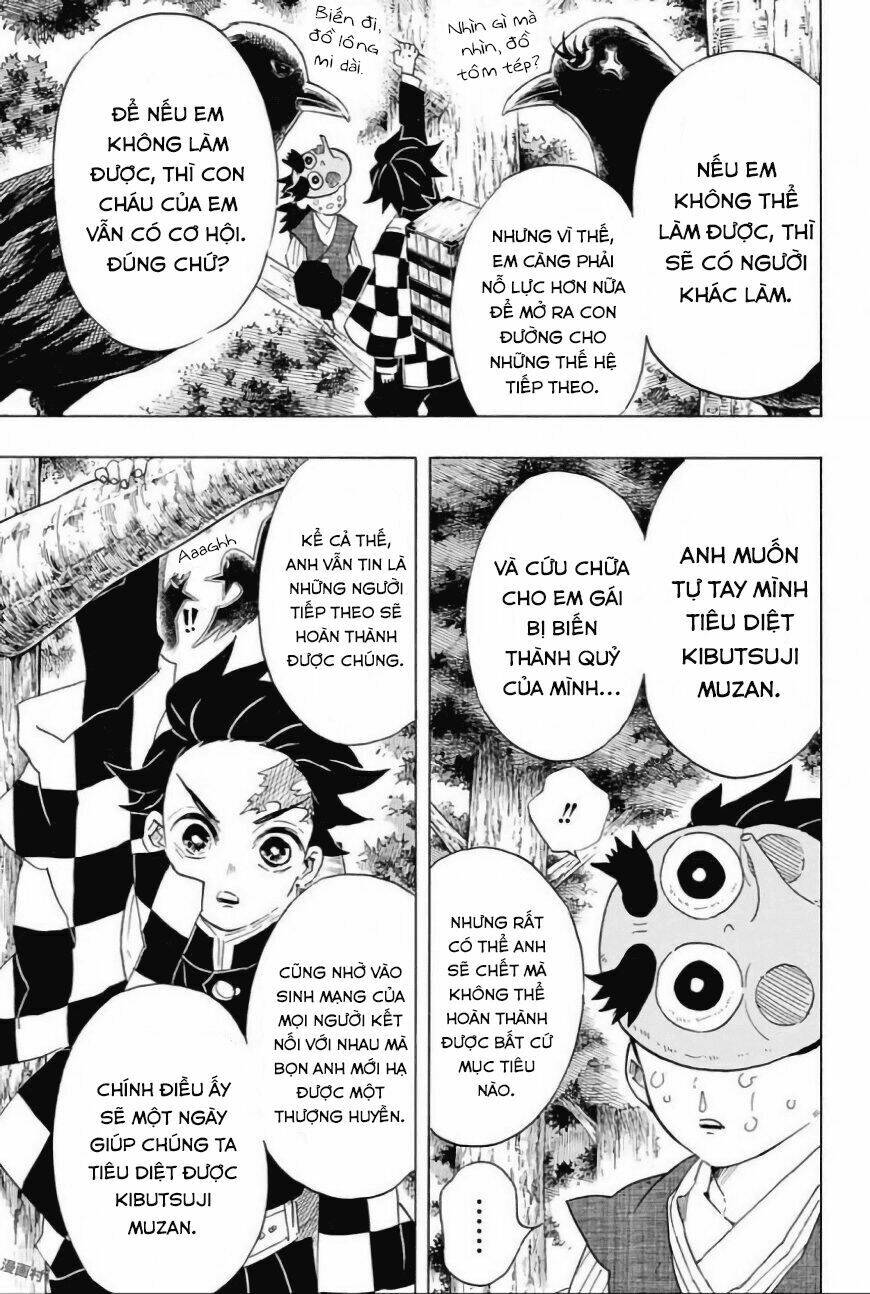 Nhìn gì mà
nhìn, đồ
tôm tép?
Biến đi,
đồ lông
mi dài.
NẾU EM
KHÔNG THỂ
LÀM ĐƯỢC, THÌ
SẼ CÓ NGƯỜI
KHÁC LÀM.
NHƯNG VÌ THẾ,
EM CÀNG PHẢI
NỖ LỰC HƠN NỮA
ĐỂ MỞ RA CON
ĐƯỜNG CHO
NHỮNG THẾ HỆ
TIẾP THEO.
ĐỂ NẾU EM
KHÔNG LÀM
ĐƯỢC, THÌ CON
CHÁU CỦA EM
VẪN CÓ CƠ HỘI.
ĐÚNG CHỨ?
ANH MUỐN
TỰ TAY MÌNH
TIÊU DIỆT
KIBUTSUJI
MUZAN.
VÀ CỨU CHỮA
CHO EM GÁI
BỊ BIẾN
THÀNH QUỶ
CỦA MÌNH...
!!
NHƯNG RẤT
CÓ THỂ ANH
SẼ CHẾT MÀ
KHÔNG THỂ
HOÀN THÀNH
ĐƯỢC BẤT CỨ
MỤC TIÊU
NÀO.
......
KỂ CẢ THẾ,
ANH VẪN TIN LÀ
NHỮNG NGƯỜI
TIẾP THEO SẼ
HOÀN THÀNH
ĐƯỢC CHÚNG.
Aaaghh
!!
CŨNG NHỜ VÀO
SINH MẠNG CỦA
MỌI NGƯỜI KẾT
NỐI VỚI NHAU MÀ
BỌN ANH MỚI HẠ
ĐƯỢC MỘT
THƯỢNG HUYỀN.
CHÍNH ĐIỀU ẤY
SẼ MỘT NGÀY
GIÚP CHÚNG TA
TIÊU DIỆT ĐƯỢC
KIBUTSUJI
MUZAN.
漫画村